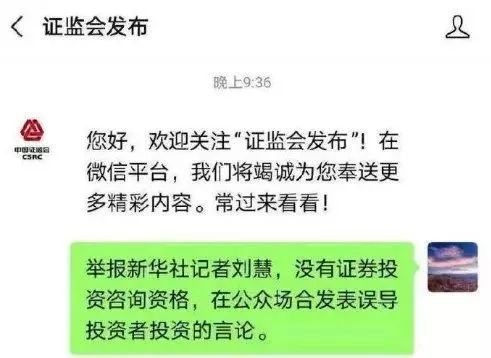 证监会发布
晚上9:36
中国证监会
CSRC
您好，欢迎关注“证监会发布”！在
微信平台，我们将竭诚为您奉送更
多精彩内容。常过来看看！
举报新华社记者刘慧，没有证券投
资咨询资格，在公众场合发表误导
投资者投资的言论。